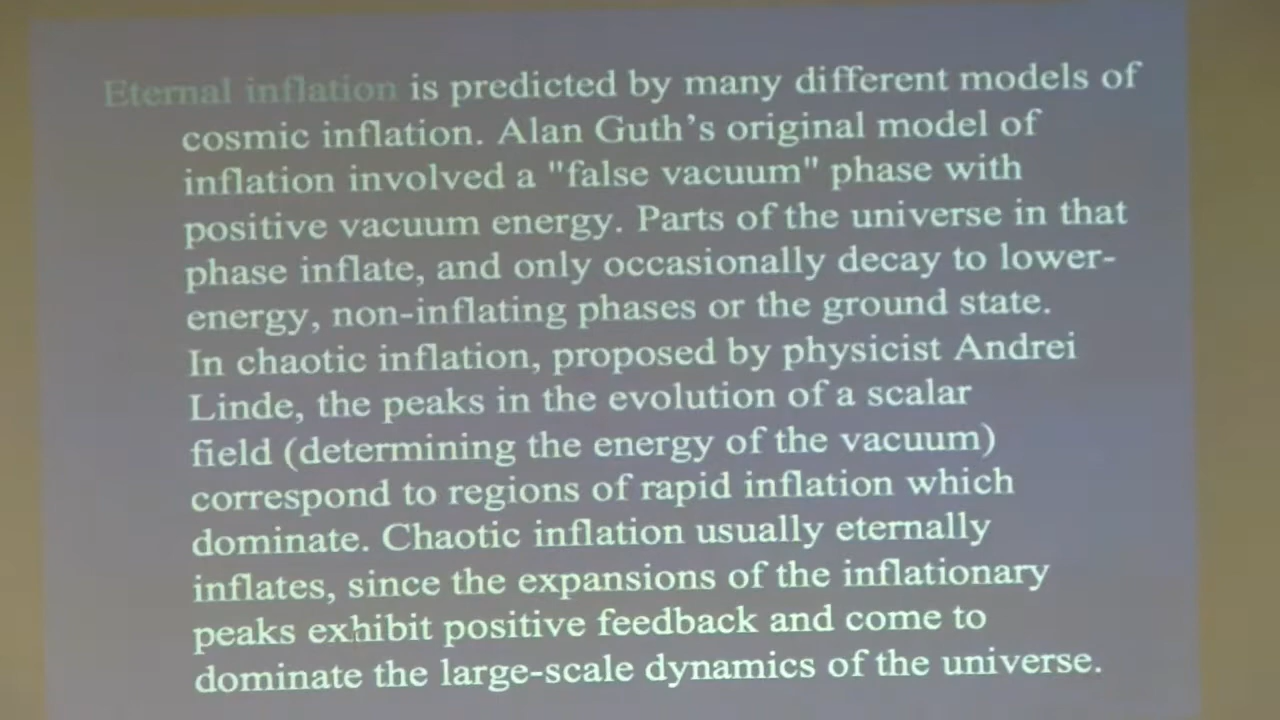 Eternal inflation is predicted by many different models of
cosmic inflation. Alan Guth’s original model of
inflation involved a "false vacuum" phase with
positive vacuum energy. Parts of the universe in that
phase inflate, and only occasionally decay to lower-
energy, non-inflating phases or the ground state.
In chaotic inflation, proposed by physicist Andrei
Linde, the peaks in the evolution of a scalar
field (determining the energy of the vacuum)
correspond to regions of rapid inflation which
dominate. Chaotic inflation usually eternally
inflates, since the expansions of the inflationary
peaks exhibit positive feedback and come to
dominate the large-scale dynamics of the universe.